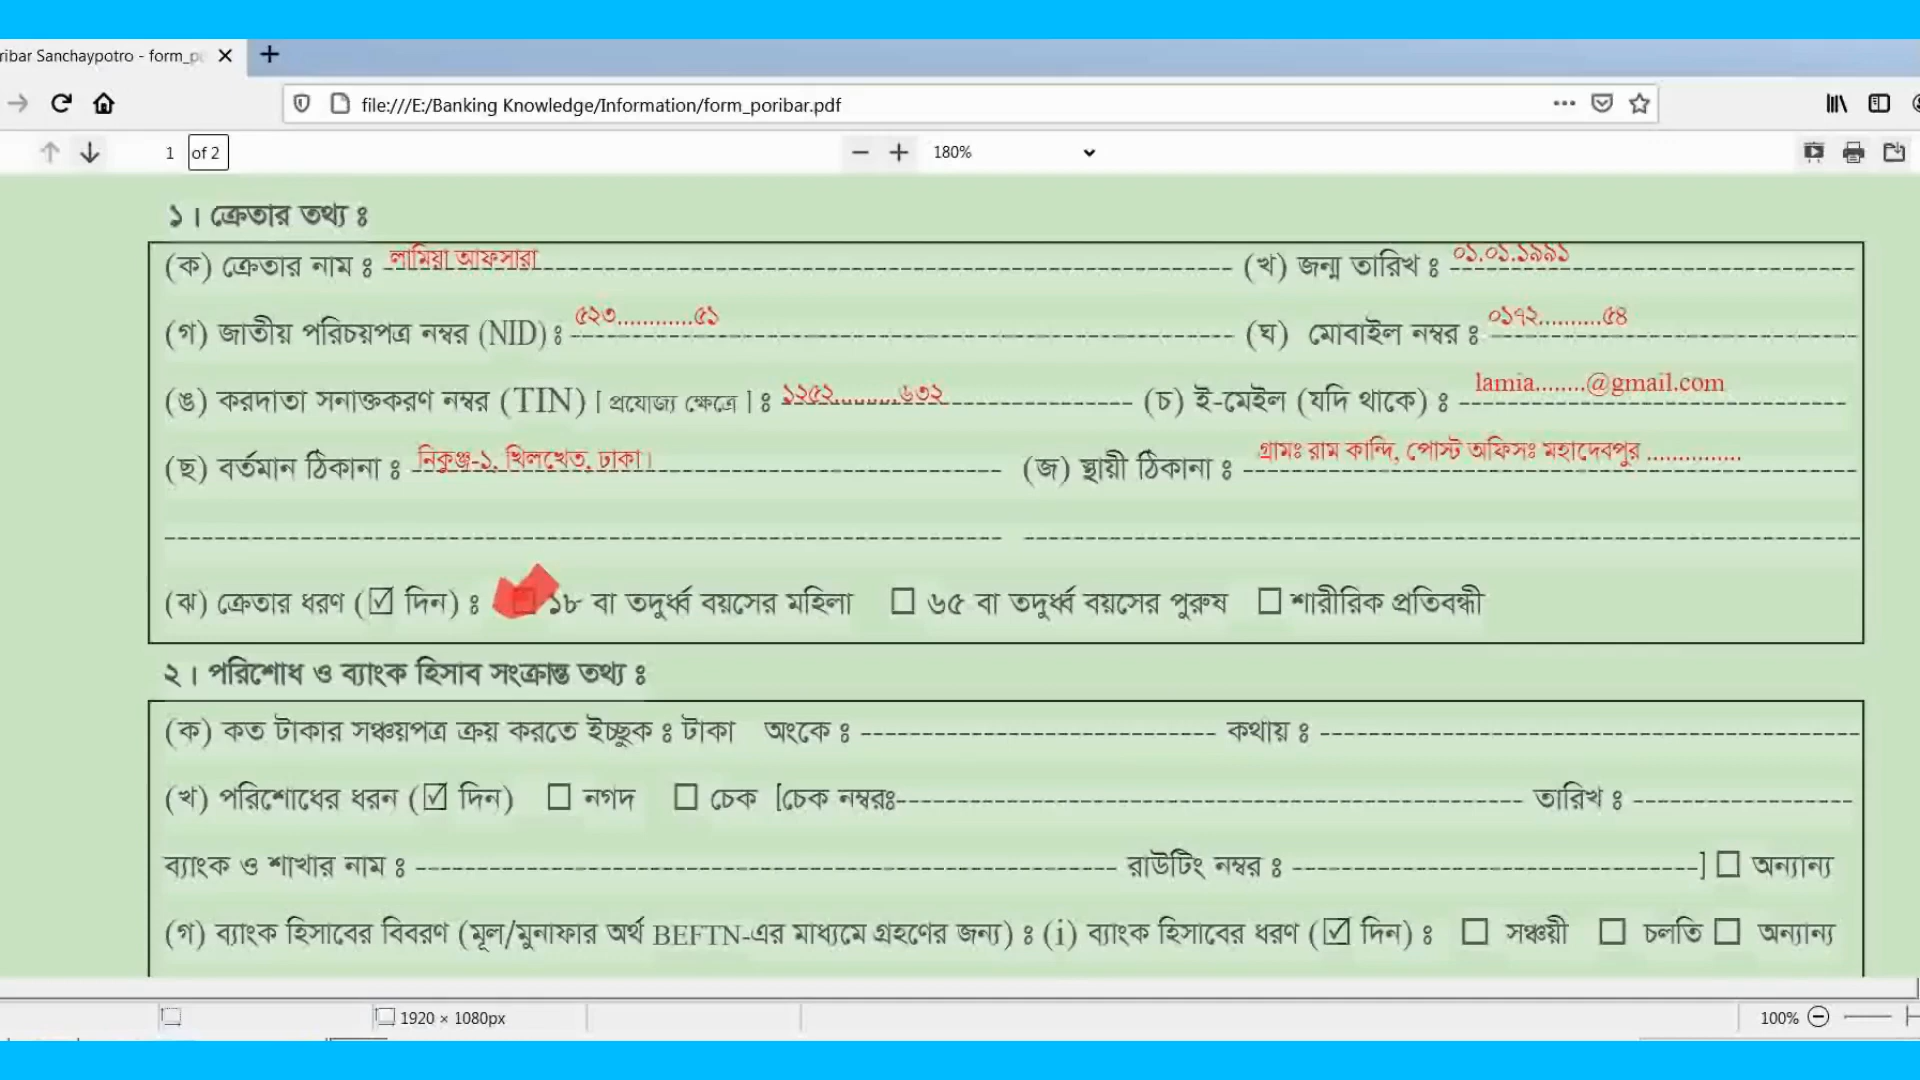 ribar Sanchaypotro - form_p
file:///E:/Banking Knowledge/Information/form_poribar.pdf
1 of 2 180%
১। ক্রেতার তথ্য ঃ
(ক) ক্রেতার নাম ঃ লামিয়া আফসারা (খ) জন্ম তারিখ ঃ ০১.০১.১৯৯১
(গ) জাতীয় পরিচয়পত্র নম্বর (NID) ঃ ৫২৩............৫১ (ঘ) মোবাইল নম্বর ঃ ০১৭২..........৫৪
(ঙ) করদাতা সনাক্তকরণ নম্বর (TIN) [ প্রযোজ্য ক্ষেত্রে ] ঃ ১২৫২..........৬৩২ (চ) ই-মেইল (যদি থাকে) ঃ lamia........@gmail.com
(ছ) বর্তমান ঠিকানা ঃ নিকুঞ্জ-১, খিলখেত, ঢাকা। (জ) স্থায়ী ঠিকানা ঃ গ্রামঃ রাম কান্দি, পোস্ট অফিসঃ মহাদেবপুর ...............
(ঝ) ক্রেতার ধরণ (☑ দিন) ঃ ১৮ বা তদুর্ধ্ব বয়সের মহিলা ☐ ৬৫ বা তদুর্ধ্ব বয়সের পুরুষ ☐ শারীরিক প্রতিবন্ধী
২। পরিশোধ ও ব্যাংক হিসাব সংক্রান্ত তথ্য ঃ
(ক) কত টাকার সঞ্চয়পত্র ক্রয় করতে ইচ্ছুক ঃ টাকা অংকে ঃ কথায় ঃ
(খ) পরিশোধের ধরন (☑ দিন) ☐ নগদ ☐ চেক [চেক নম্বরঃ তারিখ ঃ
ব্যাংক ও শাখার নাম ঃ রাউটিং নম্বর ঃ ] ☐ অন্যান্য
(গ) ব্যাংক হিসাবের বিবরণ (মূল/মুনাফার অর্থ BEFTN-এর মাধ্যমে গ্রহণের জন্য) ঃ (i) ব্যাংক হিসাবের ধরণ (☑ দিন) ঃ ☐ সঞ্চয়ী ☐ চলতি ☐ অন্যান্য
1920 × 1080px 100%